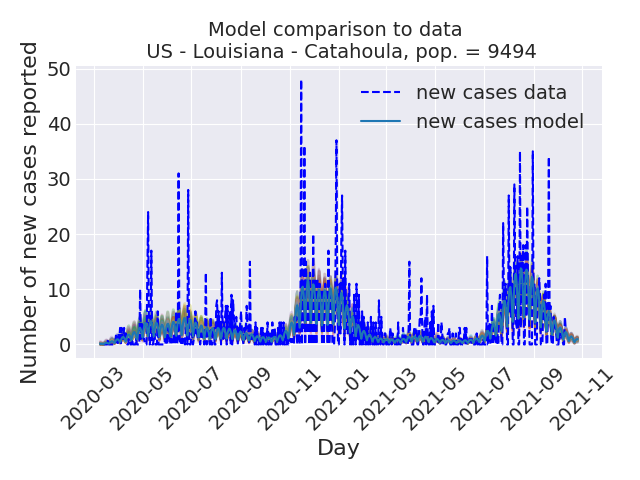 Model comparison to data
US - Louisiana - Catahoula, pop. = 9494
new cases data
new cases model
Number of new cases reported
50
40
30
20
10
0
2020-03
2020-05
2020-07
2020-09
2020-11
2021-01
2021-03
2021-05
2021-07
2021-09
2021-11
Day